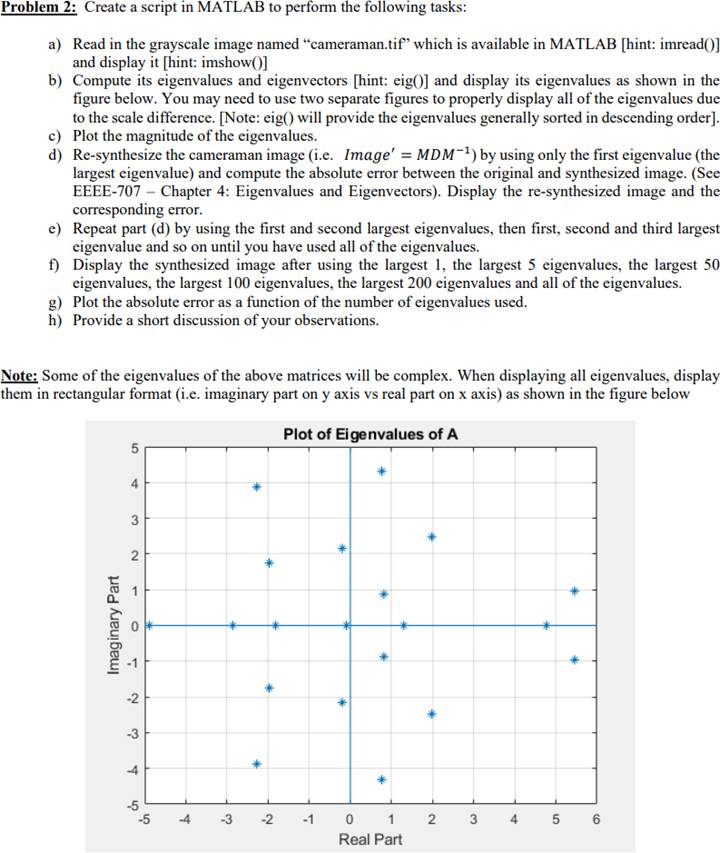 Problem 2: Create a script in MATLAB to perform the following tasks:
a) Read in the grayscale image named “cameraman.tif” which is available in MATLAB [hint: imread()]
and display it [hint: imshow()]
b) Compute its eigenvalues and eigenvectors [hint: eig()] and display its eigenvalues as shown in the
figure below. You may need to use two separate figures to properly display all of the eigenvalues due
to the scale difference. [Note: eig() will provide the eigenvalues generally sorted in descending order].
c) Plot the magnitude of the eigenvalues.
d) Re-synthesize the cameraman image (i.e. Image′ = MDM⁻¹) by using only the first eigenvalue (the
largest eigenvalue) and compute the absolute error between the original and synthesized image. (See
EEEE-707 – Chapter 4: Eigenvalues and Eigenvectors). Display the re-synthesized image and the
corresponding error.
e) Repeat part (d) by using the first and second largest eigenvalues, then first, second and third largest
eigenvalue and so on until you have used all of the eigenvalues.
f) Display the synthesized image after using the largest 1, the largest 5 eigenvalues, the largest 50
eigenvalues, the largest 100 eigenvalues, the largest 200 eigenvalues and all of the eigenvalues.
g) Plot the absolute error as a function of the number of eigenvalues used.
h) Provide a short discussion of your observations.
Note: Some of the eigenvalues of the above matrices will be complex. When displaying all eigenvalues, display
them in rectangular format (i.e. imaginary part on y axis vs real part on x axis) as shown in the figure below
Plot of Eigenvalues of A
5
4
3
2
1
0
-1
-2
-3
-4
-5
Imaginary Part
-5 -4 -3 -2 -1 0 1 2 3 4 5 6
Real Part